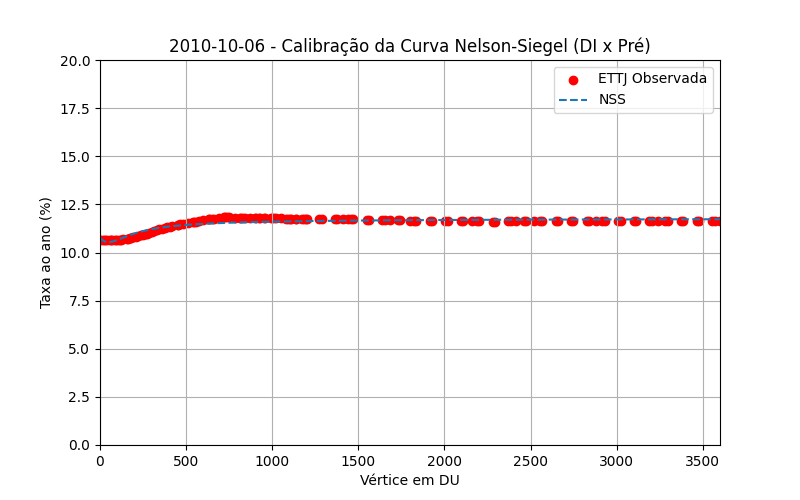 2010-10-06 - Calibração da Curva Nelson-Siegel (DI x Pré)
20.0
17.5
15.0
12.5
10.0
7.5
5.0
2.5
0.0
Taxa ao ano (%)
ETTJ Observada
NSS
0 500 1000 1500 2000 2500 3000 3500
Vértice em DU